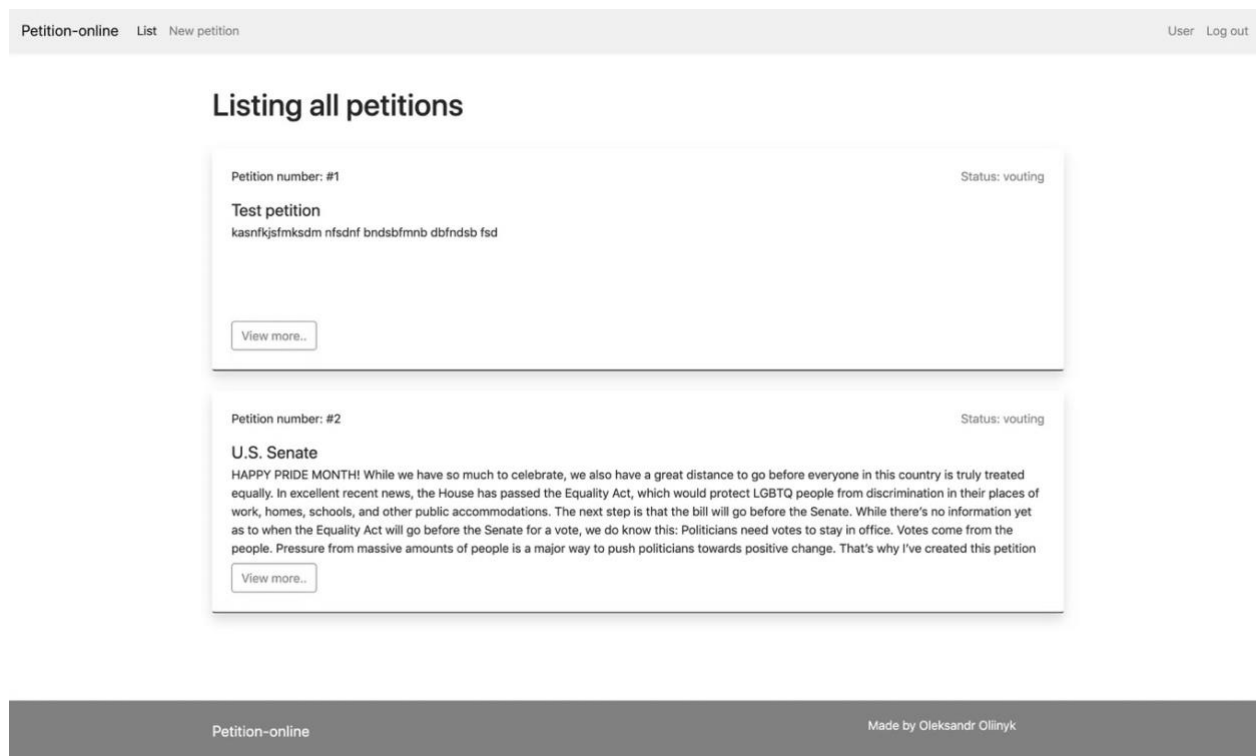 Petition-online List New petition User Log out
Listing all petitions
Petition number: #1 Status: vouting
Test petition
kasnfkjsfmksdm nfsdnf bndsbfmnb dbfndsb fsd
View more..
Petition number: #2 Status: vouting
U.S. Senate
HAPPY PRIDE MONTH! While we have so much to celebrate, we also have a great distance to go before everyone in this country is truly treated
equally. In excellent recent news, the House has passed the Equality Act, which would protect LGBTQ people from discrimination in their places of
work, homes, schools, and other public accommodations. The next step is that the bill will go before the Senate. While there's no information yet
as to when the Equality Act will go before the Senate for a vote, we do know this: Politicians need votes to stay in office. Votes come from the
people. Pressure from massive amounts of people is a major way to push politicians towards positive change. That's why I've created this petition
View more..
Petition-online Made by Oleksandr Oliinyk